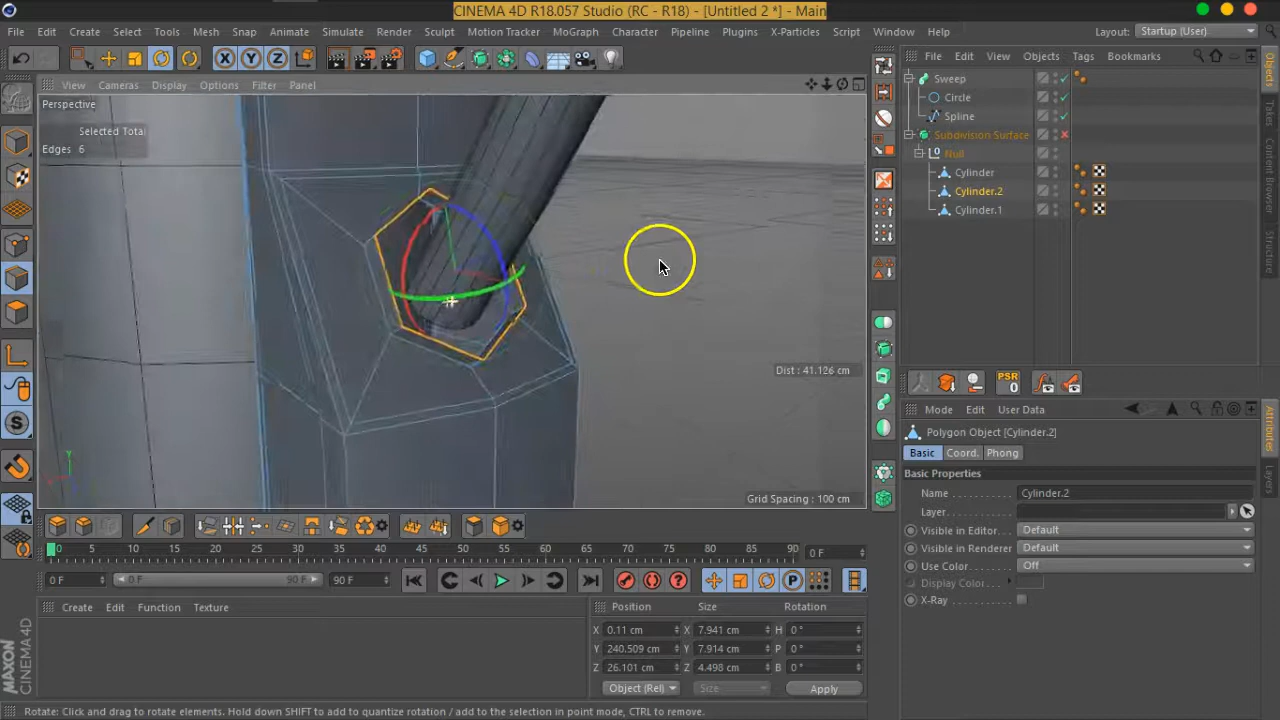 CINEMA 4D R18.057 Studio (RC - R18) - [Untitled 2 *] - Main
File Edit Create Select Tools Mesh Snap Animate Simulate Render Sculpt Motion Tracker MoGraph Character Pipeline Plugins X-Particles Script Window Help Layout: Startup (User)
X Y Z
View Cameras Display Options Filter Panel
File Edit View Objects Tags Bookmarks
Perspective
Selected Total
Edges 6
Sweep
Circle
Spline
Subdivision Surface
Null
Cylinder
Cylinder.2
Cylinder.1
Objects
Takes
Content Browser
Structure
Dist : 41.126 cm
Grid Spacing : 100 cm
Y
PSR
0
Mode Edit User Data
Polygon Object [Cylinder.2]
Basic Coord. Phong
Basic Properties
Name Cylinder.2
Layer
Visible in Editor Default
Visible in Renderer Default
Use Color Off
Display Color
X-Ray
Attributes
Layers
0 5 10 15 20 25 30 35 40 45 50 55 60 65 70 75 80 85 90 0 F
0 F 0 F 90 F 90 F
Create Edit Function Texture
Position Size Rotation
X 0.11 cm X 7.941 cm H 0 °
Y 240.509 cm Y 7.914 cm P 0 °
Z 26.101 cm Z 4.498 cm B 0 °
Object (Rel) Size Apply
MAXON
CINEMA 4D
Rotate: Click and drag to rotate elements. Hold down SHIFT to add to quantize rotation / add to the selection in point mode, CTRL to remove.